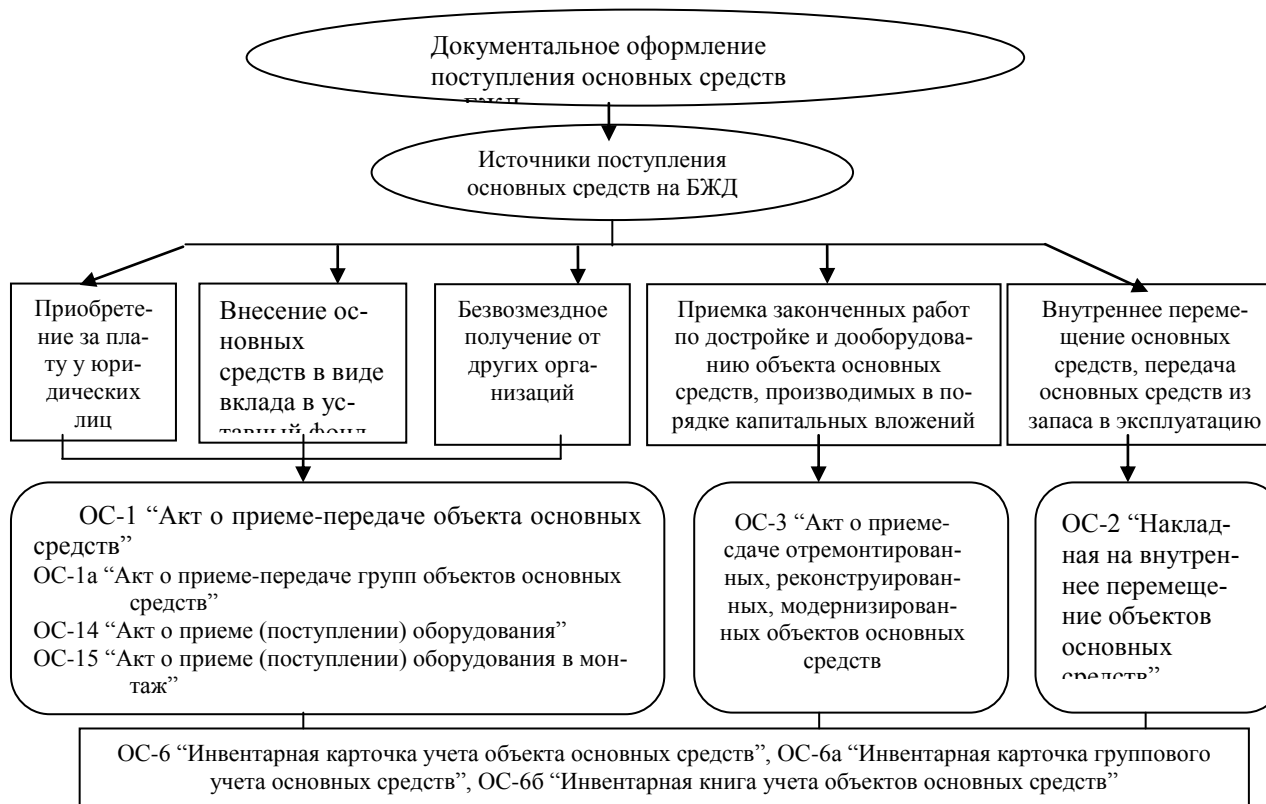 Документальное оформление
поступления основных средств
БЖД
Источники поступления
основных средств на БЖД
Приобрете-
ние за пла-
ту у юри-
дических
лиц
Внесение ос-
новных
средств в виде
вклада в ус-
тавный фонд
Безвозмездное
получение от
других орга-
низаций
Приемка законченных работ
по достройке и дооборудова-
нию объекта основных
средств, производимых в по-
рядке капитальных вложений
Внутреннее переме-
щение основных
средств, передача
основных средств из
запаса в эксплуатацию
ОС-1 “Акт о приеме-передаче объекта основных
средств”
ОС-1а “Акт о приеме-передаче групп объектов основных
средств”
ОС-14 “Акт о приеме (поступлении) оборудования”
ОС-15 “Акт о приеме (поступлении) оборудования в мон-
таж”
ОС-3 “Акт о приеме-
сдаче отремонтирован-
ных, реконструирован-
ных, модернизирован-
ных объектов основных
средств
ОС-2 “Наклад-
ная на внутрен-
нее перемеще-
ние объектов
основных
средств”
ОС-6 “Инвентарная карточка учета объекта основных средств”, ОС-6а “Инвентарная карточка группового
учета основных средств”, ОС-6б “Инвентарная книга учета объектов основных средств”